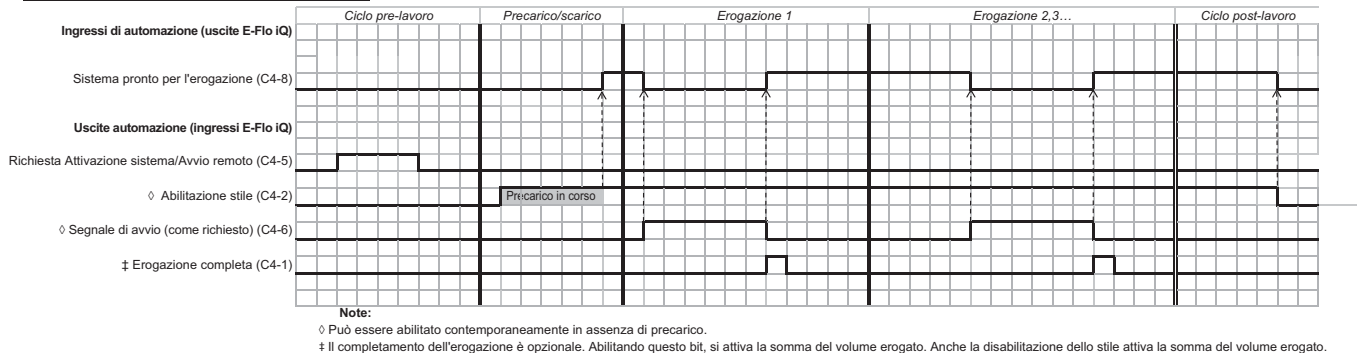 Ciclo pre-lavoro Precarico/scarico Erogazione 1 Erogazione 2,3… Ciclo post-lavoro
Ingressi di automazione (uscite E-Flo iQ)
Sistema pronto per l'erogazione (C4-8)
Uscite automazione (ingressi E-Flo iQ)
Richiesta Attivazione sistema/Avvio remoto (C4-5)
◊ Abilitazione stile (C4-2) Precarico in corso
◊ Segnale di avvio (come richiesto) (C4-6)
‡ Erogazione completa (C4-1)
Note:
◊ Può essere abilitato contemporaneamente in assenza di precarico.
‡ Il completamento dell'erogazione è opzionale. Abilitando questo bit, si attiva la somma del volume erogato. Anche la disabilitazione dello stile attiva la somma del volume erogato.